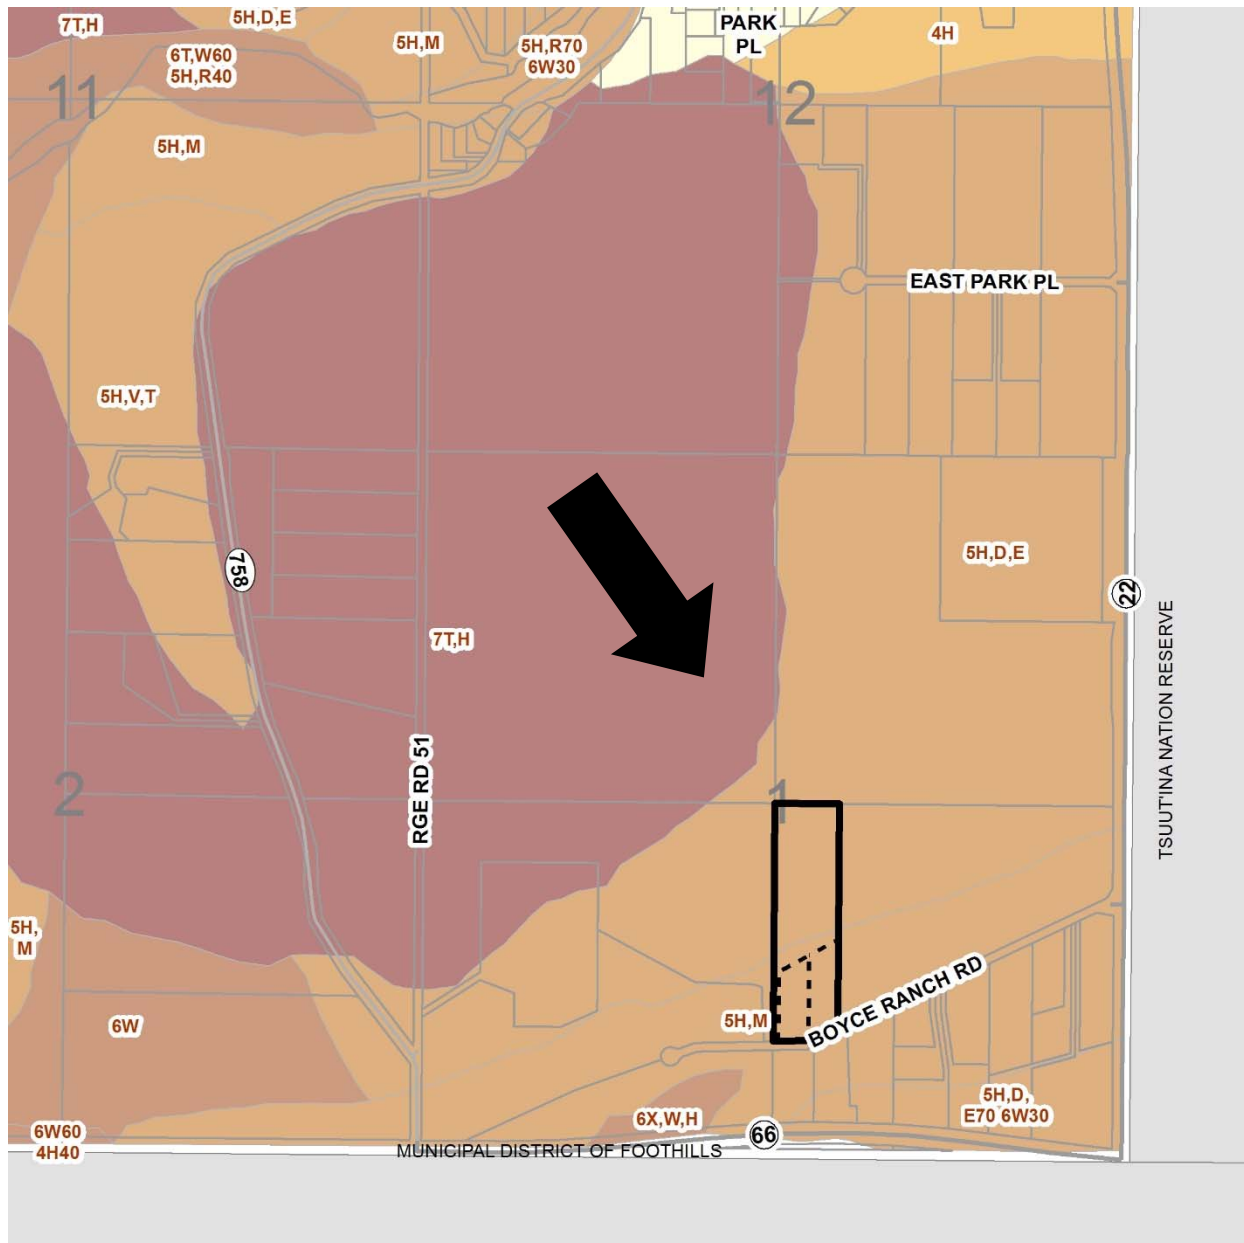 7T,H
5H,D,E
5H,M
PARK
PL
4H
6T,W60
5H,R40
5H,R70
6W30
11
12
5H,M
EAST PARK PL
5H,V,T
758
5H,D,E
22
7T,H
TSUUT'INA NATION RESERVE
RGE RD 51
2
1
5H,
M
6W
5H,M
BOYCE RANCH RD
5H,D,
E70 6W30
6X,W,H
6W60
4H40
66
MUNICIPAL DISTRICT OF FOOTHILLS